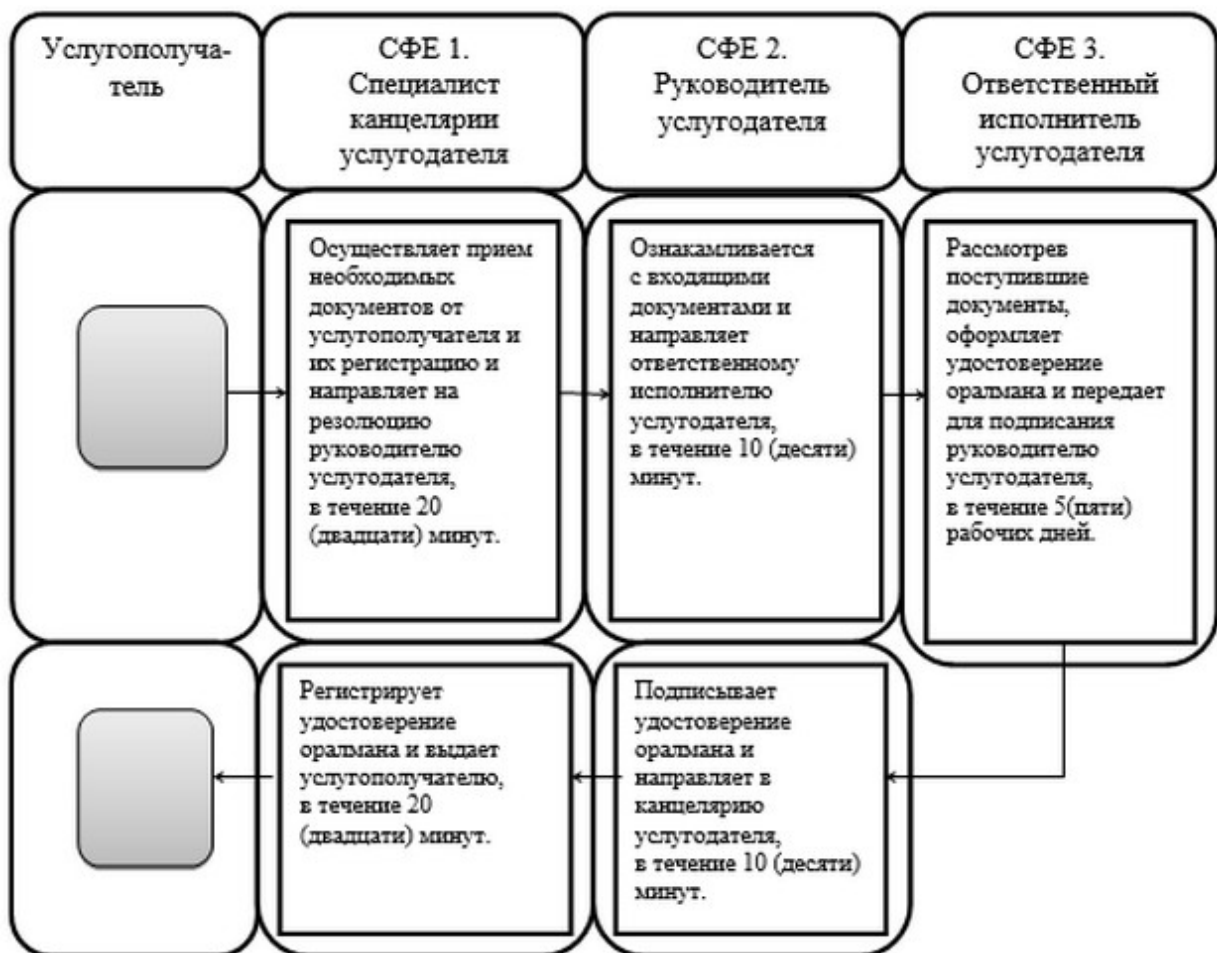 Услугополуча-
тель
СФЕ 1.
Специалист
канцелярии
услугодателя
СФЕ 2.
Руководитель
услугодателя
СФЕ 3.
Ответственный
исполнитель
услугодателя
Осуществляет прием
необходимых
документов от
услугополучателя и
их регистрацию и
направляет на
резолюцию
руководителю
услугодателя,
в течение 20
(двадцати) минут.
Ознакамливается
с входящими
документами и
направляет
ответственному
исполнителю
услугодателя,
в течение 10 (десяти)
минут.
Рассмотрев
поступившие
документы,
оформляет
удостоверение
оралмана и передает
для подписания
руководителю
услугодателя,
в течение 5(пяти)
рабочих дней.
Регистрирует
удостоверение
оралмана и выдает
услугополучателю,
в течение 20
(двадцати) минут.
Подписывает
удостоверение
оралмана и
направляет в
канцелярию
услугодателя,
в течение 10 (десяти)
минут.